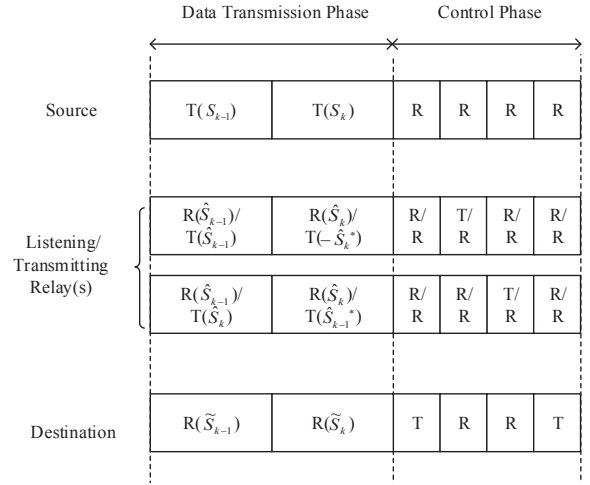 Data Transmission Phase Control Phase
Source T(S_{k-1}) T(S_k) R R R R
Listening/
Transmitting
Relay(s)
R(Ŝ_{k-1})/ R(Ŝ_k)/ R/ T/ R/ R/
T(Ŝ_{k-1}) T(-Ŝ_k*) R R R R
R(Ŝ_{k-1})/ R(Ŝ_k)/ R/ R/ T/ R/
T(Ŝ_k) T(Ŝ_{k-1}*) R R R R
Destination R(S̃_{k-1}) R(S̃_k) T R R T